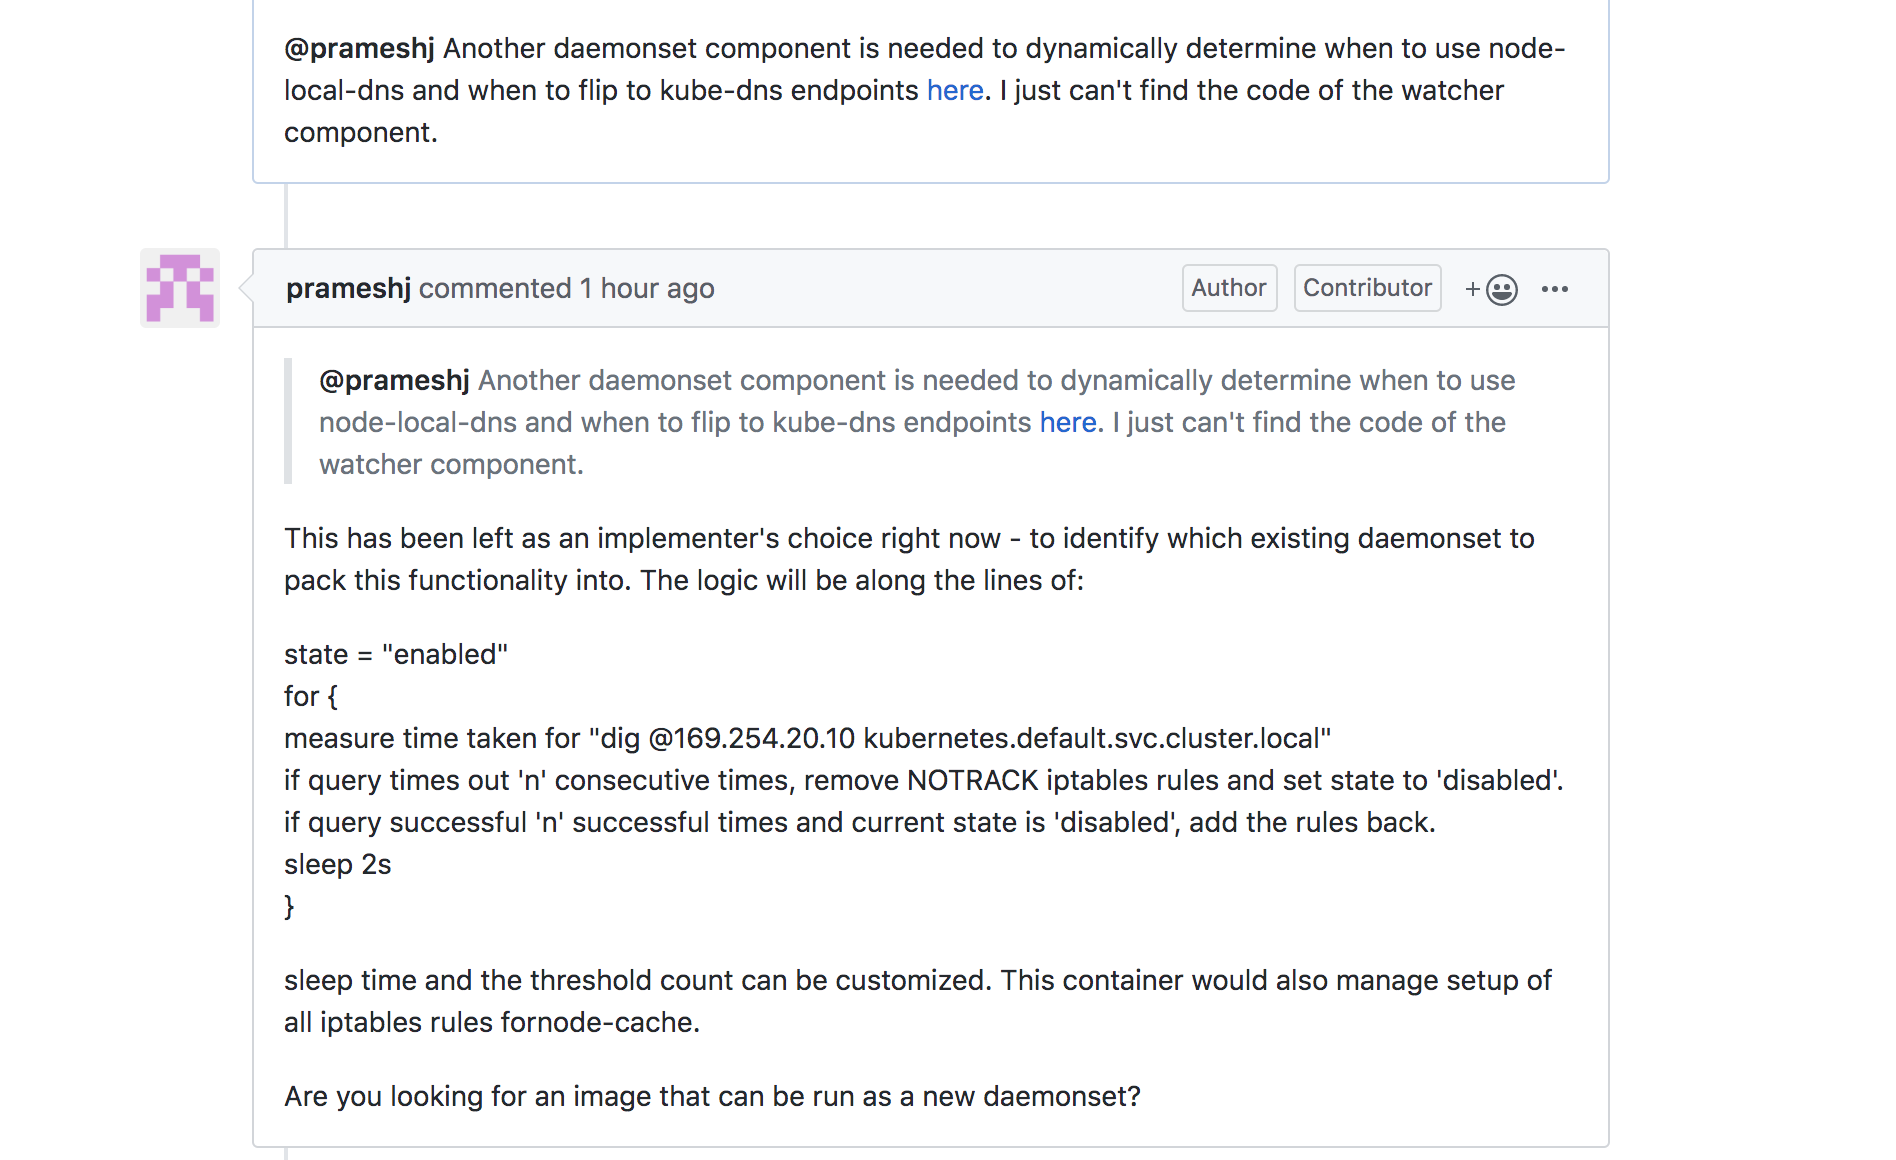 @prameshj Another daemonset component is needed to dynamically determine when to use node-
local-dns and when to flip to kube-dns endpoints here. I just can't find the code of the watcher
component.
prameshj commented 1 hour ago
Author
Contributor
+
@prameshj Another daemonset component is needed to dynamically determine when to use
node-local-dns and when to flip to kube-dns endpoints here. I just can't find the code of the
watcher component.
This has been left as an implementer's choice right now - to identify which existing daemonset to
pack this functionality into. The logic will be along the lines of:
state = "enabled"
for {
measure time taken for "dig @169.254.20.10 kubernetes.default.svc.cluster.local"
if query times out 'n' consecutive times, remove NOTRACK iptables rules and set state to 'disabled'.
if query successful 'n' successful times and current state is 'disabled', add the rules back.
sleep 2s
}
sleep time and the threshold count can be customized. This container would also manage setup of
all iptables rules fornode-cache.
Are you looking for an image that can be run as a new daemonset?